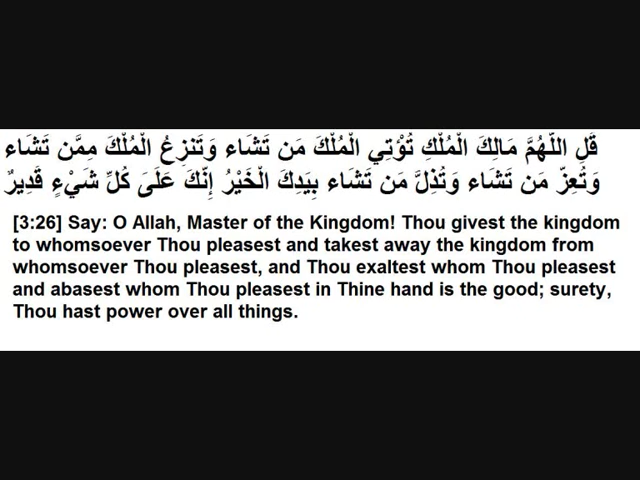 قُلِ اللَّهُمَّ مَالِكَ الْمُلْكِ تُؤْتِي الْمُلْكَ مَن تَشَاء وَتَنزِعُ الْمُلْكَ مِمَّن تَشَاء
وَتُعِزُّ مَن تَشَاء وَتُذِلُّ مَن تَشَاء بِيَدِكَ الْخَيْرُ إِنَّكَ عَلَىَ كُلِّ شَيْءٍ قَدِيرٌ
[3:26] Say: O Allah, Master of the Kingdom! Thou givest the kingdom
to whomsoever Thou pleasest and takest away the kingdom from
whomsoever Thou pleasest, and Thou exaltest whom Thou pleasest
and abasest whom Thou pleasest in Thine hand is the good; surety,
Thou hast power over all things.